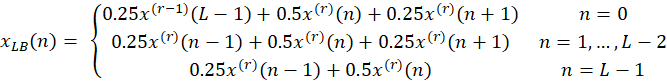 x_{LB}(n) = { 0.25x^{(r−1)}(L − 1) + 0.5x^{(r)}(n) + 0.25x^{(r)}(n + 1)    n = 0
0.25x^{(r)}(n − 1) + 0.5x^{(r)}(n) + 0.25x^{(r)}(n + 1)    n = 1, … , L − 2
0.25x^{(r)}(n − 1) + 0.5x^{(r)}(n)    n = L − 1